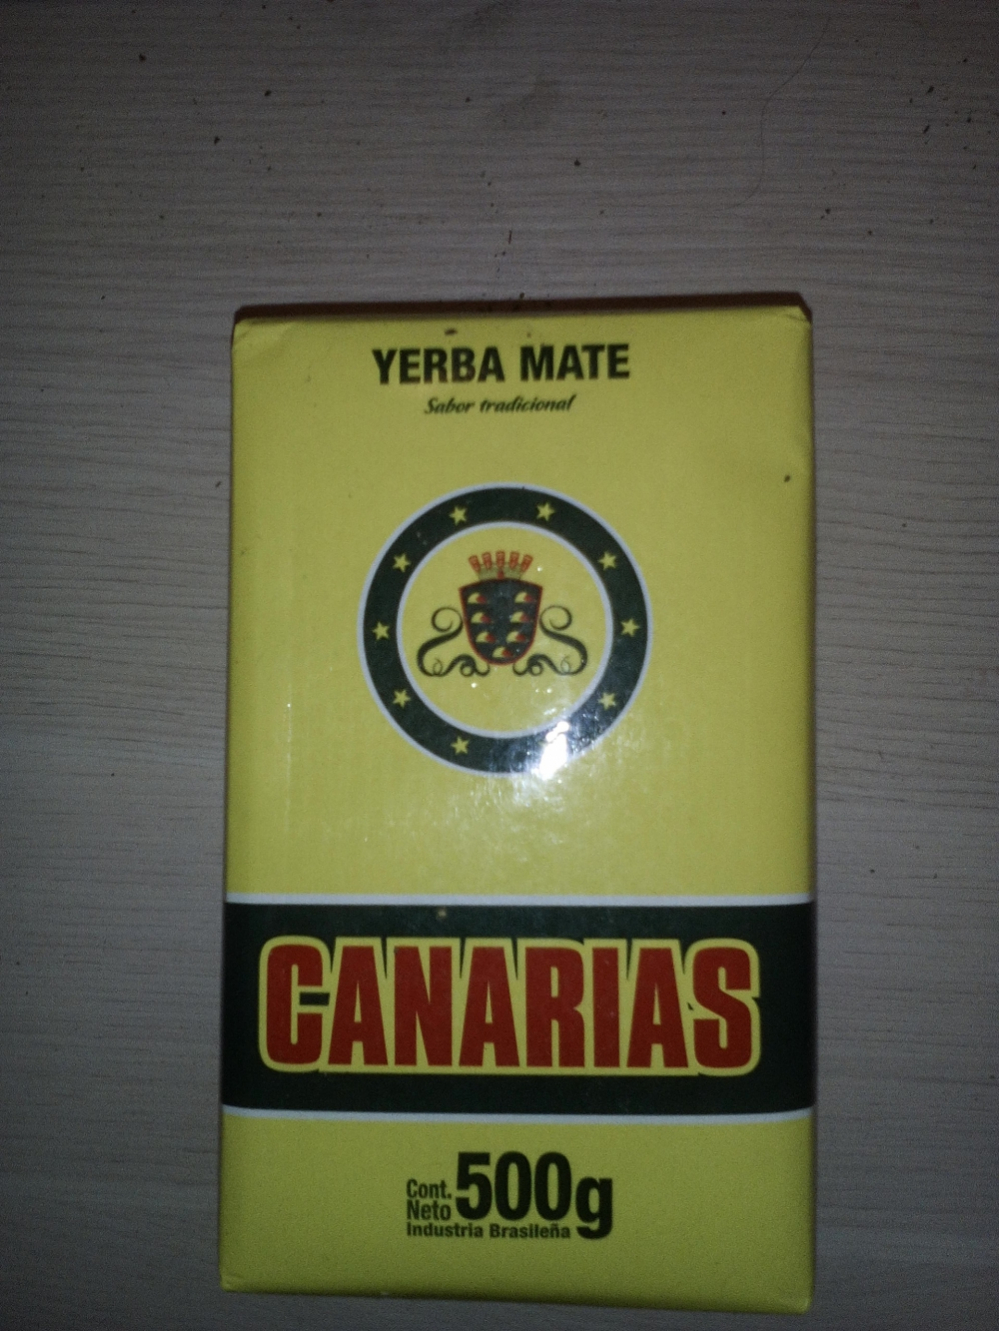 YERBA MATE
Sabor tradicional
CANARIAS
Cont. Neto 500g
Industria Brasileña